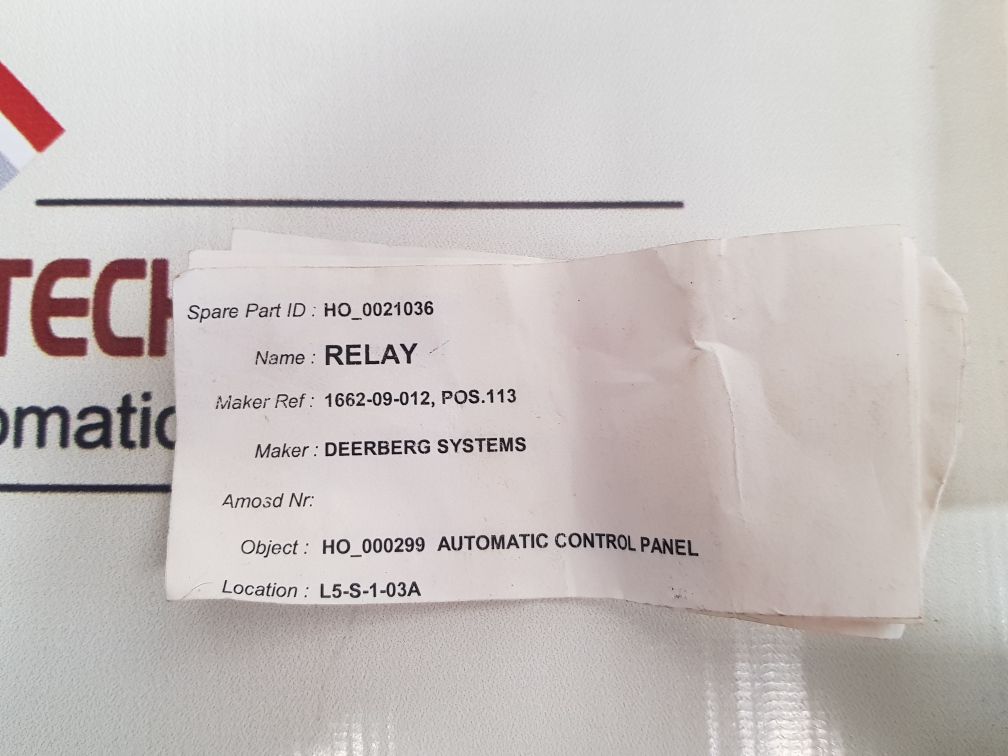 TECH
omatic
Spare Part ID : HO_0021036
Name : RELAY
Maker Ref : 1662-09-012, POS.113
Maker : DEERBERG SYSTEMS
Amosd Nr:
Object : HO_000299 AUTOMATIC CONTROL PANEL
Location : L5-S-1-03A